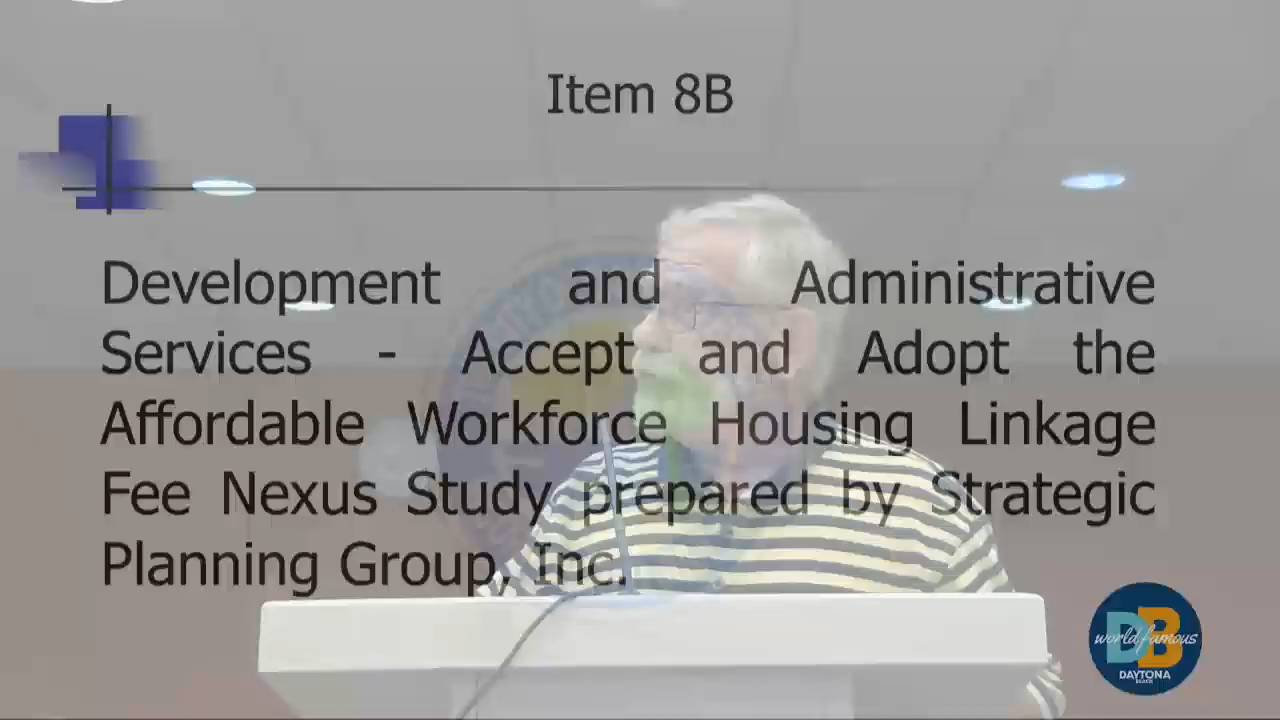 Item 8B
Development and Administrative
Services - Accept and Adopt the
Affordable Workforce Housing Linkage
Fee Nexus Study prepared by Strategic
Planning Group, Inc.
DB
world famous
DAYTONA
BEACH